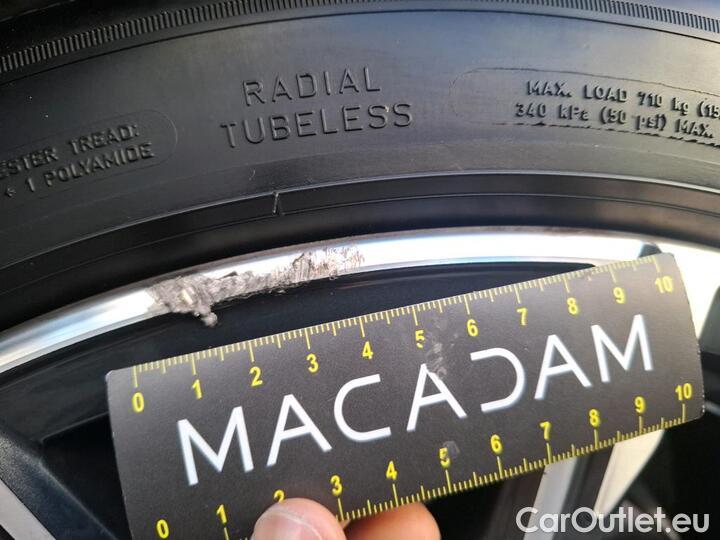 RADIAL
TUBELESS
MAX. LOAD 710 kg (15
340 kPa (50 psi) MAX.
ESTER TREAD:
+ 1 POLYAMIDE
0 1 2 3 4 5 6 7 8 9 10
MACADAM
0 1 2 3 4 5 6 7 8 9 10
CarOutlet.eu